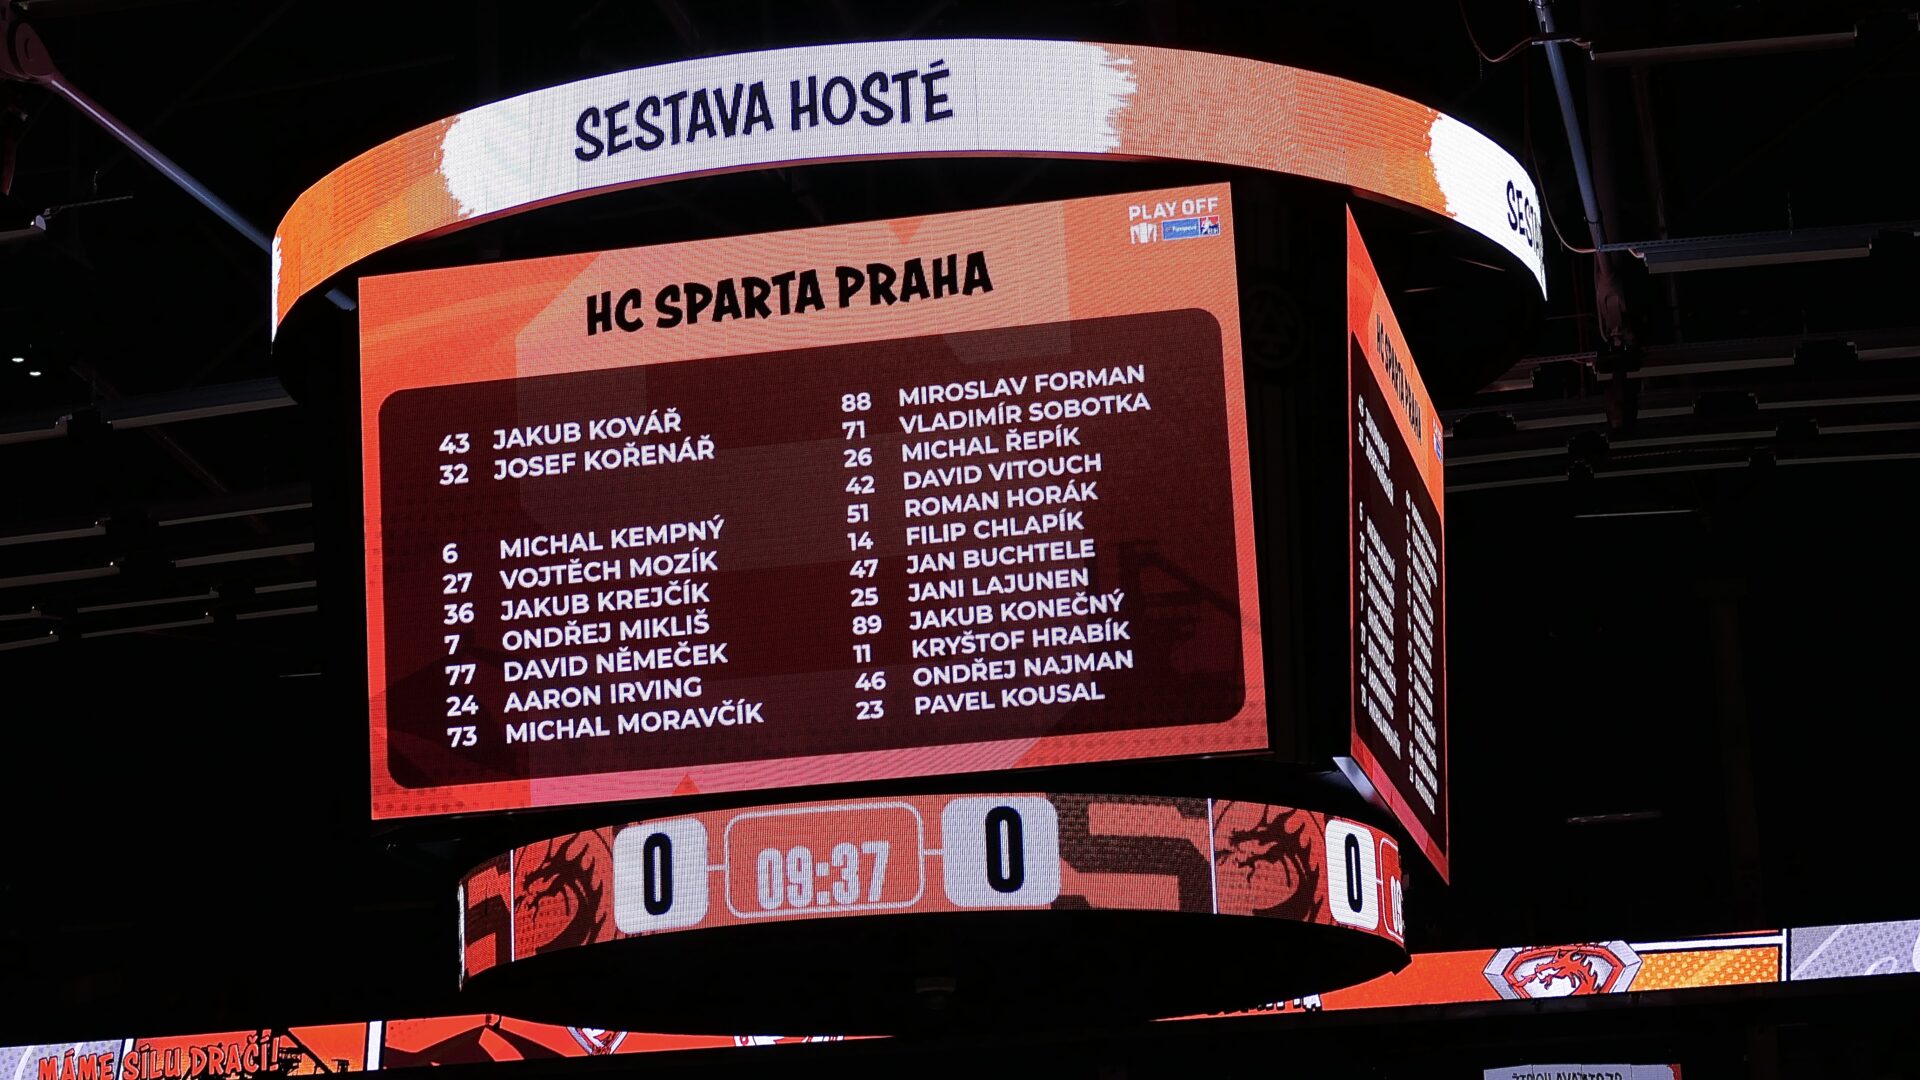 SESTAVA HOSTÉ
PLAY OFF
HC SPARTA PRAHA
43 JAKUB KOVÁŘ
32 JOSEF KOŘENÁŘ
6 MICHAL KEMPNÝ
27 VOJTĚCH MOZÍK
36 JAKUB KREJČÍK
7 ONDŘEJ MIKLIŠ
77 DAVID NĚMEČEK
24 AARON IRVING
73 MICHAL MORAVČÍK
88 MIROSLAV FORMAN
71 VLADIMÍR SOBOTKA
26 MICHAL ŘEPÍK
42 DAVID VITOUCH
51 ROMAN HORÁK
14 FILIP CHLAPÍK
47 JAN BUCHTELE
25 JANI LAJUNEN
89 JAKUB KONEČNÝ
11 KRYŠTOF HRABÍK
46 ONDŘEJ NAJMAN
23 PAVEL KOUSAL
HC SPARTA PRAHA
0 09:37 0
0
MÁME SÍLU DRAČÍ!